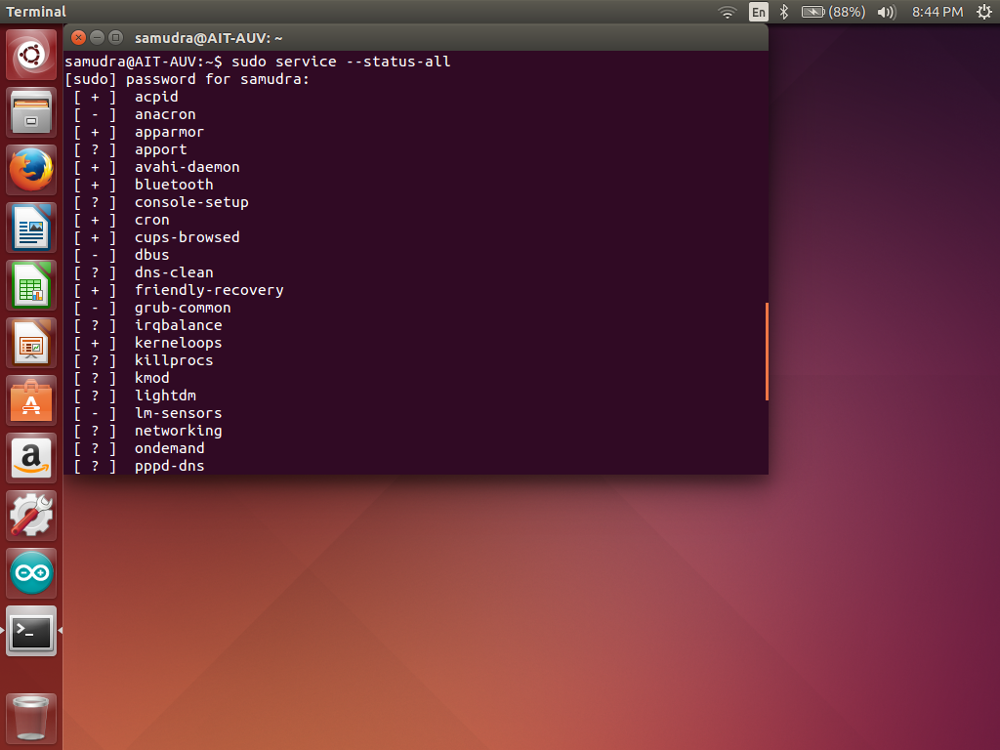 Terminal
En
(88%)
8:44 PM
samudra@AIT-AUV: ~
samudra@AIT-AUV:~$ sudo service --status-all
[sudo] password for samudra:
[ + ]  acpid
[ - ]  anacron
[ + ]  apparmor
[ ? ]  apport
[ + ]  avahi-daemon
[ + ]  bluetooth
[ ? ]  console-setup
[ + ]  cron
[ + ]  cups-browsed
[ - ]  dbus
[ ? ]  dns-clean
[ + ]  friendly-recovery
[ - ]  grub-common
[ ? ]  irqbalance
[ + ]  kerneloops
[ ? ]  killprocs
[ ? ]  kmod
[ ? ]  lightdm
[ - ]  lm-sensors
[ ? ]  networking
[ ? ]  ondemand
[ ? ]  pppd-dns